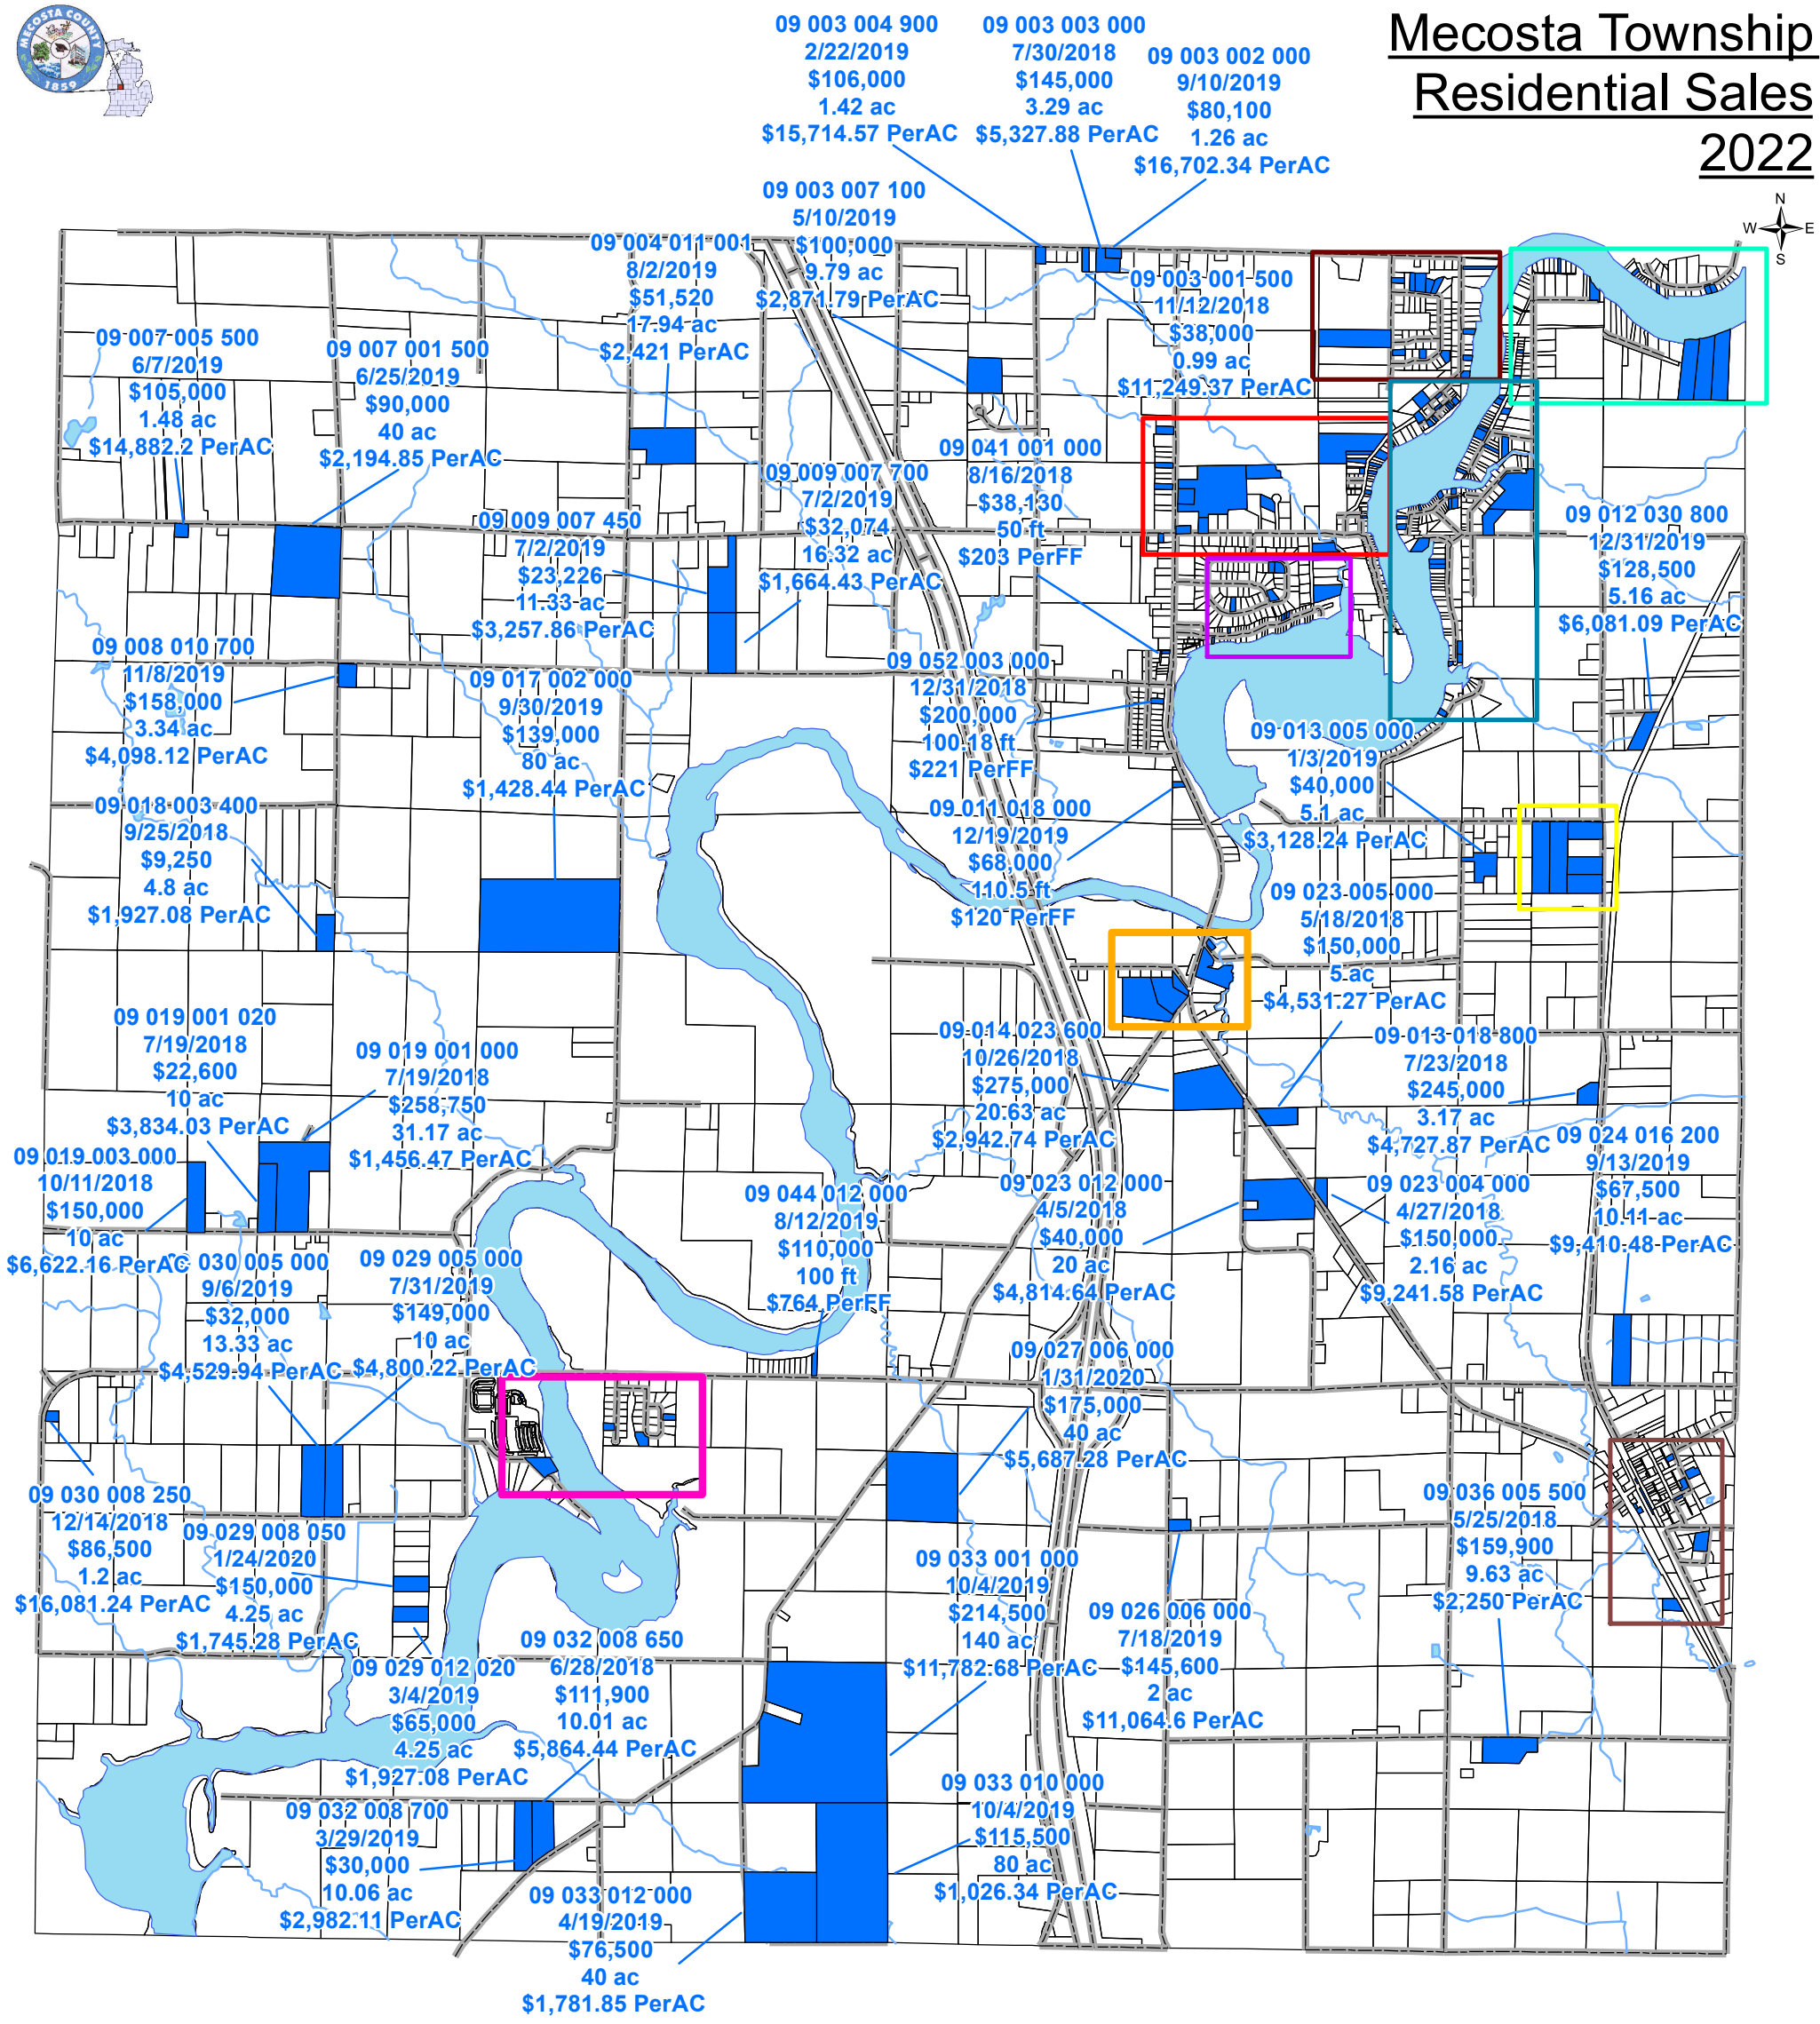 MECOSTA COUNTY
1859
Mecosta Township
Residential Sales
2022
N
W E
S
09 003 004 900
2/22/2019
$106,000
1.42 ac
$15,714.57 PerAC
09 003 003 000
7/30/2018
$145,000
3.29 ac
$5,327.88 PerAC
09 003 002 000
9/10/2019
$80,100
1.26 ac
$16,702.34 PerAC
09 003 007 100
5/10/2019
$100,000
9.79 ac
$2,871.79 PerAC
09 004 011 001
8/2/2019
$51,520
17.94 ac
$2,421 PerAC
09 003 001 500
11/12/2018
$38,000
0.99 ac
$11,249.37 PerAC
09 007 005 500
6/7/2019
$105,000
1.48 ac
$14,882.2 PerAC
09 007 001 500
6/25/2019
$90,000
40 ac
$2,194.85 PerAC
09 041 001 000
8/16/2018
$38,130
50 ft
$203 PerFF
09 009 007 700
7/2/2019
$32,074
16.32 ac
$1,664.43 PerAC
09 009 007 450
7/2/2019
$23,226
11.33 ac
$3,257.86 PerAC
09 012 030 800
12/31/2019
$128,500
5.16 ac
$6,081.09 PerAC
09 008 010 700
11/8/2019
$158,000
3.34 ac
$4,098.12 PerAC
09 017 002 000
9/30/2019
$139,000
80 ac
$1,428.44 PerAC
09 052 003 000
12/31/2018
$200,000
100.18 ft
$221 PerFF
09 013 005 000
1/3/2019
$40,000
5.1 ac
$3,128.24 PerAC
09 018 003 400
9/25/2018
$9,250
4.8 ac
$1,927.08 PerAC
09 011 018 000
12/19/2019
$68,000
110.5 ft
$120 PerFF
09 023 005 000
5/18/2018
$150,000
5 ac
$4,531.27 PerAC
09 019 001 020
7/19/2018
$22,600
10 ac
$3,834.03 PerAC
09 019 001 000
7/19/2018
$258,750
31.17 ac
$1,456.47 PerAC
09 014 023 600
10/26/2018
$275,000
20.63 ac
$2,942.74 PerAC
09 013 018 800
7/23/2018
$245,000
3.17 ac
$4,727.87 PerAC
09 024 016 200
9/13/2019
$67,500
10.11 ac
$9,410.48 PerAC
09 019 003 000
10/11/2018
$150,000
10 ac
$6,622.16 PerAC
09 044 012 000
8/12/2019
$110,000
100 ft
$764 PerFF
09 023 012 000
4/5/2018
$40,000
20 ac
$4,814.64 PerAC
09 023 004 000
4/27/2018
$150,000
2.16 ac
$9,241.58 PerAC
030 005 000
9/6/2019
$32,000
13.33 ac
$4,529.94 PerAC
09 029 005 000
7/31/2019
$149,000
10 ac
$4,800.22 PerAC
09 027 006 000
1/31/2020
$175,000
40 ac
$5,687.28 PerAC
09 030 008 250
12/14/2018
$86,500
1.2 ac
$16,081.24 PerAC
09 029 008 050
1/24/2020
$150,000
4.25 ac
$1,745.28 PerAC
09 036 005 500
5/25/2018
$159,900
9.63 ac
$2,250 PerAC
09 033 001 000
10/4/2019
$214,500
140 ac
$11,782.68 PerAC
09 026 006 000
7/18/2019
$145,600
2 ac
$11,064.6 PerAC
09 032 008 650
6/28/2018
$111,900
10.01 ac
$5,864.44 PerAC
09 029 012 020
3/4/2019
$65,000
4.25 ac
$1,927.08 PerAC
09 033 010 000
10/4/2019
$115,500
80 ac
$1,026.34 PerAC
09 032 008 700
3/29/2019
$30,000
10.06 ac
$2,982.11 PerAC
09 033 012 000
4/19/2019
$76,500
40 ac
$1,781.85 PerAC